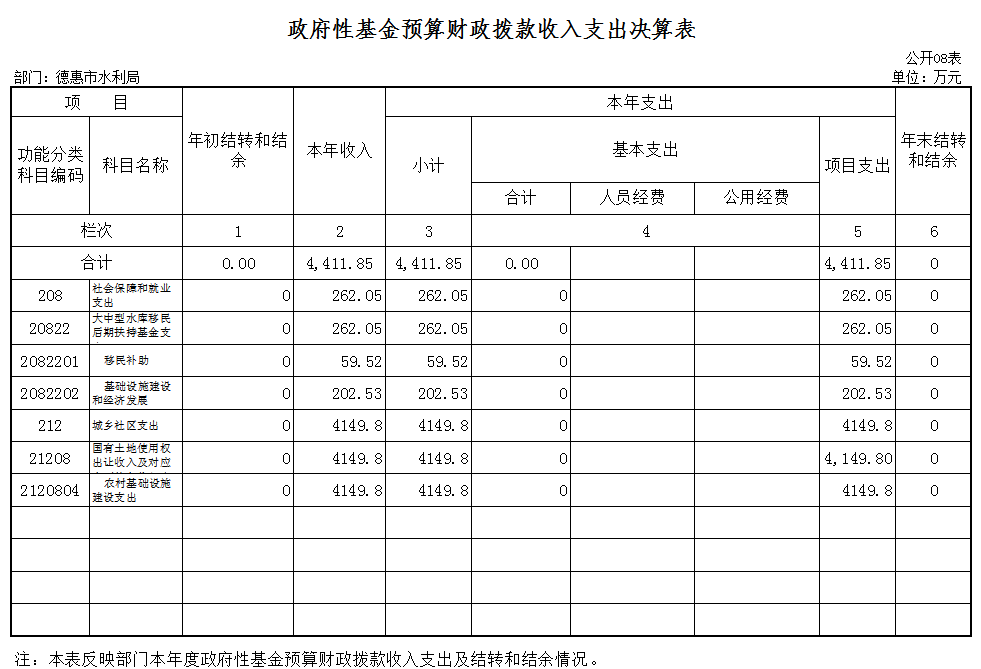 政府性基金预算财政拨款收入支出决算表
公开08表
部门：德惠市水利局
单位：万元
项　　目
年初结转和结余
本年收入
本年支出
年末结转和结余
功能分类科目编码
科目名称
小计
基本支出
项目支出
合计 人员经费 公用经费
栏次 1 2 3 4 5 6
合计 0.00 4,411.85 4,411.85 0.00 4,411.85 0
208 社会保障和就业支出 0 262.05 262.05 0 262.05 0
20822 大中型水库移民后期扶持基金支 0 262.05 262.05 0 262.05 0
2082201 移民补助 0 59.52 59.52 0 59.52 0
2082202 基础设施建设和经济发展 0 202.53 202.53 0 202.53 0
212 城乡社区支出 0 4149.8 4149.8 0 4149.8 0
21208 国有土地使用权出让收入及对应 0 4149.8 4149.8 0 4,149.80 0
2120804 农村基础设施建设支出 0 4149.8 4149.8 0 4149.8 0
注：本表反映部门本年度政府性基金预算财政拨款收入支出及结转和结余情况。